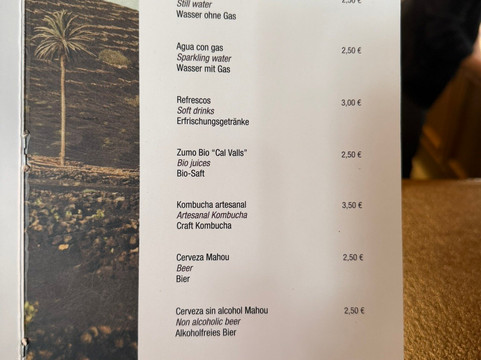 Still water
2,50 €
Wasser ohne Gas
Agua con gas
2,50 €
Sparkling water
Wasser mit Gas
Refrescos
3,00 €
Soft drinks
Erfrischungsgetränke
Zumo Bio “Cal Valls”
2,50 €
Bio juices
Bio-Saft
Kombucha artesanal
3,50 €
Artesanal Kombucha
Craft Kombucha
Cerveza Mahou
2,50 €
Beer
Bier
Cerveza sin alcohol Mahou
2,50 €
Non alcoholic beer
Alkoholfreies Bier